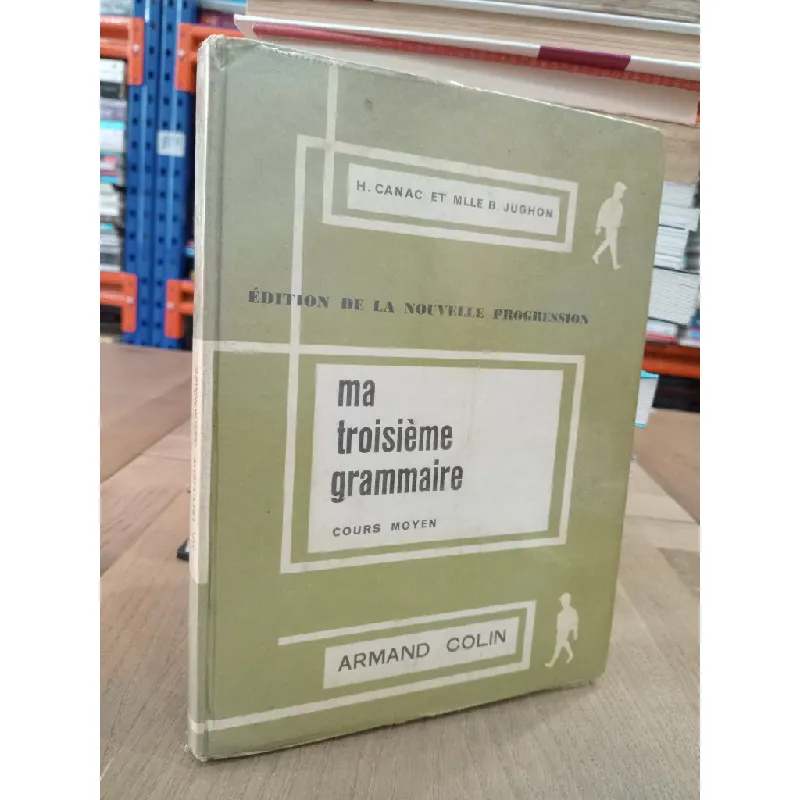 H. CANAC ET MLLE B. JUGHON
ÉDITION DE LA NOUVELLE PROGRESSION
ma
troisième
grammaire
COURS MOYEN
ARMAND COLIN